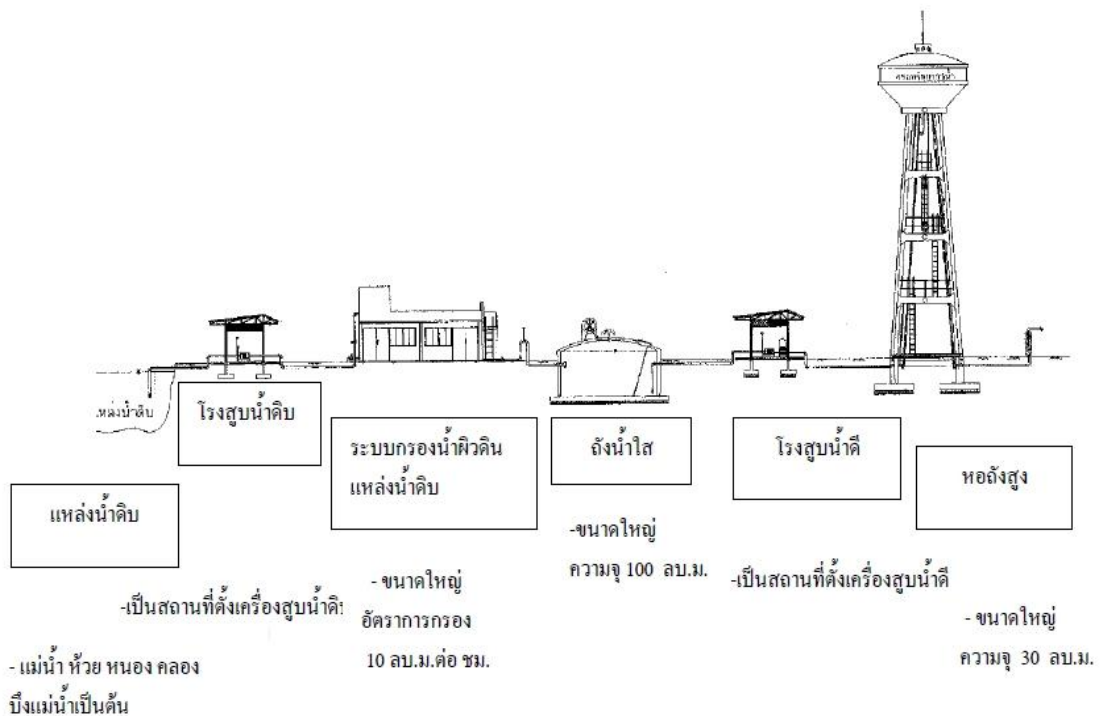 แหล่งน้ำดิบ
โรงสูบน้ำดิบ
ระบบกรองน้ำผิวดิน
แหล่งน้ำดิบ
ถังน้ำใส
โรงสูบน้ำดี
หอถังสูง
แหล่งน้ำดิบ
-ขนาดใหญ่
ความจุ 100 ลบ.ม.
-เป็นสถานที่ตั้งเครื่องสูบน้ำดิบ
- ขนาดใหญ่
อัตราการกรอง
10 ลบ.ม.ต่อ ชม.
-เป็นสถานที่ตั้งเครื่องสูบน้ำดี
- ขนาดใหญ่
ความจุ 30 ลบ.ม.
- แม่น้ำ ห้วย หนอง คลอง
บึงแม่น้ำเป็นต้น